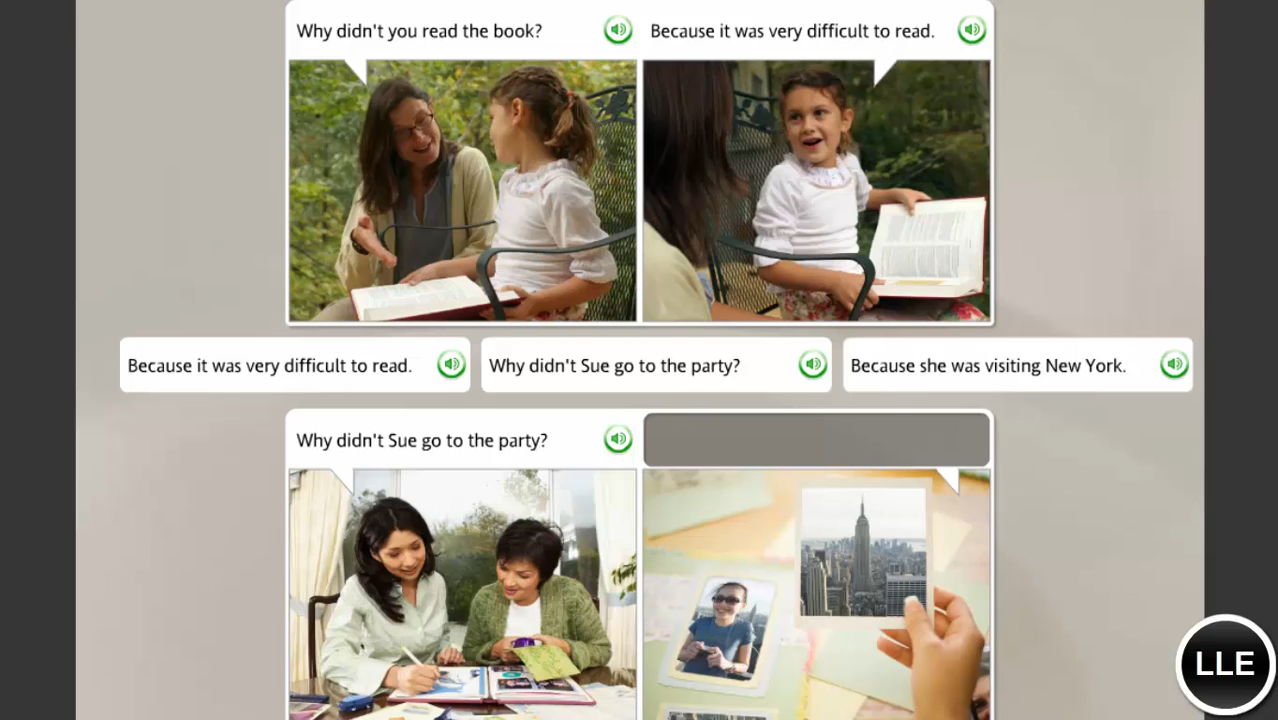 Why didn't you read the book?
Because it was very difficult to read.
Because it was very difficult to read.
Why didn't Sue go to the party?
Because she was visiting New York.
Why didn't Sue go to the party?
LLE